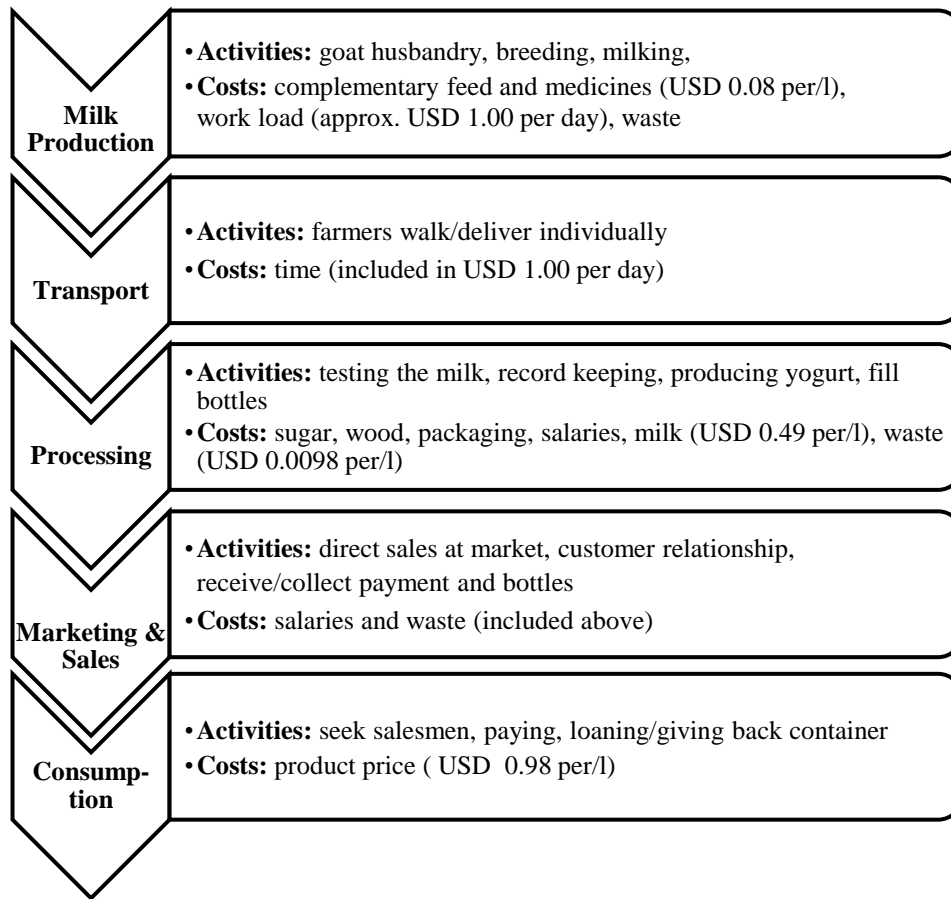 Milk
Production
•Activities: goat husbandry, breeding, milking,
•Costs: complementary feed and medicines (USD 0.08 per/l),
work load (approx. USD 1.00 per day), waste
Transport
•Activites: farmers walk/deliver individually
•Costs: time (included in USD 1.00 per day)
Processing
•Activities: testing the milk, record keeping, producing yogurt, fill
bottles
•Costs: sugar, wood, packaging, salaries, milk (USD 0.49 per/l), waste
(USD 0.0098 per/l)
Marketing &
Sales
•Activities: direct sales at market, customer relationship,
receive/collect payment and bottles
•Costs: salaries and waste (included above)
Consump-
tion
•Activities: seek salesmen, paying, loaning/giving back container
•Costs: product price ( USD 0.98 per/l)